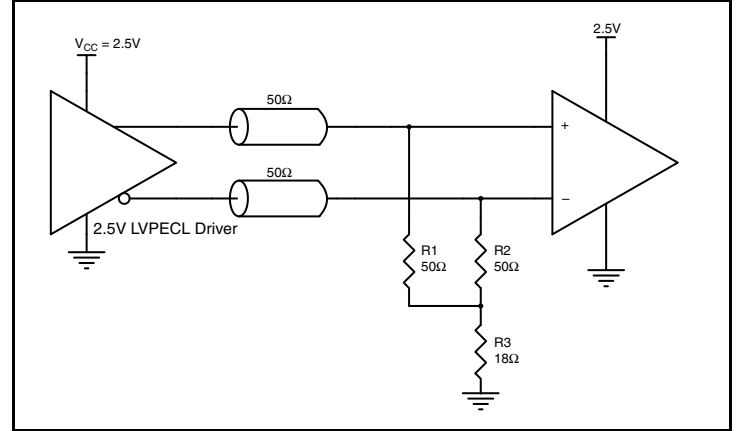 V_CC = 2.5V
2.5V
50Ω
50Ω
+
−
2.5V LVPECL Driver
R1
50Ω
R2
50Ω
R3
18Ω